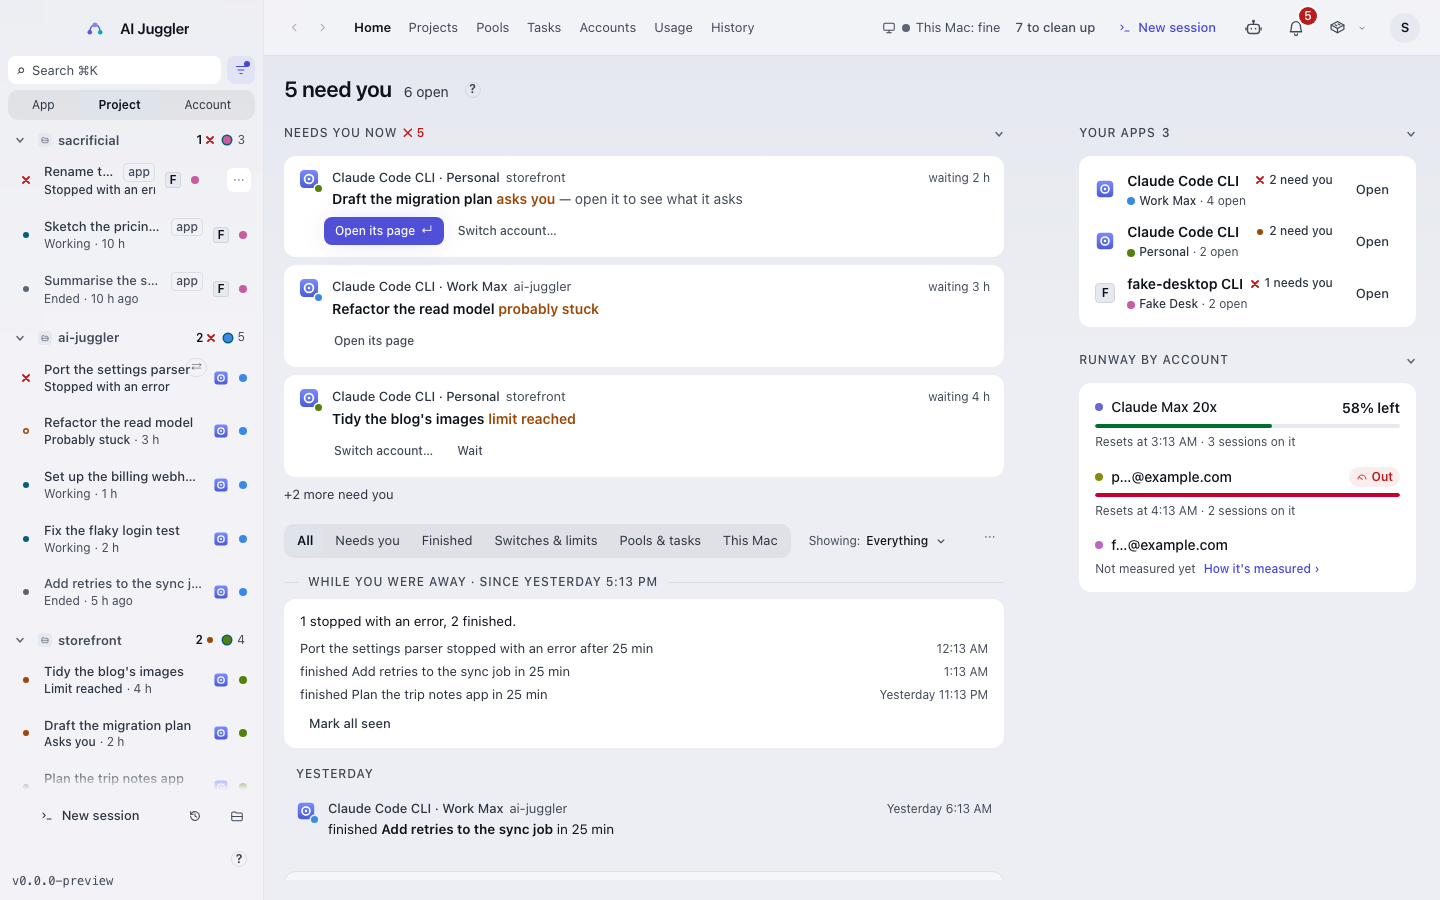 AI Juggler
Search ⌘K
App Project Account
sacrificial 1 3
Rename t... app F
Stopped with an err
Sketch the pricin... app F
Working · 10 h
Summarise the s... app F
Ended · 10 h ago
ai-juggler 2 5
Port the settings parser
Stopped with an error
Refactor the read model
Probably stuck · 3 h
Set up the billing webh...
Working · 1 h
Fix the flaky login test
Working · 2 h
Add retries to the sync j...
Ended · 5 h ago
storefront 2 4
Tidy the blog's images
Limit reached · 4 h
Draft the migration plan
Asks you · 2 h
Plan the trip notes app
New session
?
v0.0.0-preview
Home Projects Pools Tasks Accounts Usage History
This Mac: fine 7 to clean up New session 5 S
5 need you 6 open ?
NEEDS YOU NOW 5
Claude Code CLI · Personal storefront waiting 2 h
Draft the migration plan asks you — open it to see what it asks
Open its page ↵ Switch account...
Claude Code CLI · Work Max ai-juggler waiting 3 h
Refactor the read model probably stuck
Open its page
Claude Code CLI · Personal storefront waiting 4 h
Tidy the blog's images limit reached
Switch account... Wait
+2 more need you
All Needs you Finished Switches & limits Pools & tasks This Mac Showing: Everything ...
WHILE YOU WERE AWAY · SINCE YESTERDAY 5:13 PM
1 stopped with an error, 2 finished.
Port the settings parser stopped with an error after 25 min 12:13 AM
finished Add retries to the sync job in 25 min 1:13 AM
finished Plan the trip notes app in 25 min Yesterday 11:13 PM
Mark all seen
YESTERDAY
Claude Code CLI · Work Max ai-juggler Yesterday 6:13 AM
finished Add retries to the sync job in 25 min
YOUR APPS 3
Claude Code CLI 2 need you Open
Work Max · 4 open
Claude Code CLI 2 need you Open
Personal · 2 open
F fake-desktop CLI 1 needs you Open
Fake Desk · 2 open
RUNWAY BY ACCOUNT
Claude Max 20x 58% left
Resets at 3:13 AM · 3 sessions on it
p...@example.com Out
Resets at 4:13 AM · 2 sessions on it
f...@example.com
Not measured yet How it's measured ›